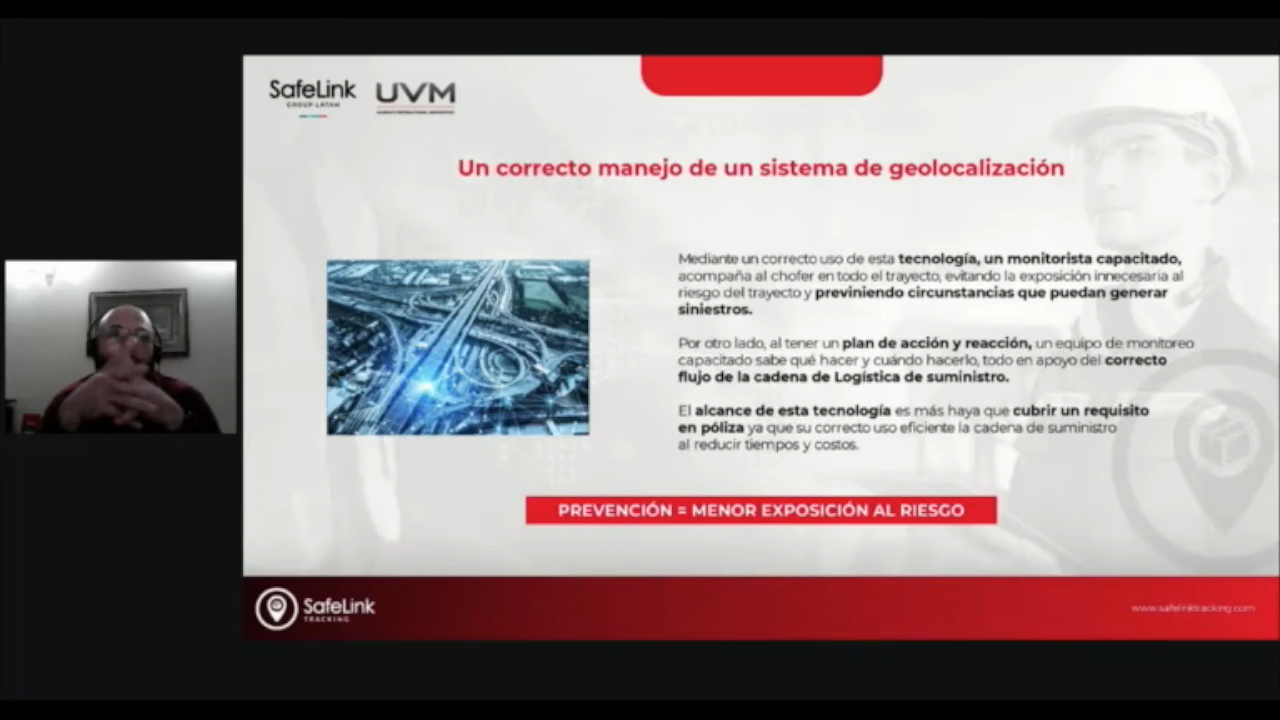 SafeLink
GROUP LATAM
UVM
Un correcto manejo de un sistema de geolocalización
Mediante un correcto uso de esta tecnología, un monitorista capacitado,
acompaña al chofer en todo el trayecto, evitando la exposición innecesaria al
riesgo del trayecto y previniendo circunstancias que puedan generar
siniestros.
Por otro lado, al tener un plan de acción y reacción, un equipo de monitoreo
capacitado sabe qué hacer y cuándo hacerlo, todo en apoyo del correcto
flujo de la cadena de Logística de suministro.
El alcance de esta tecnología es más haya que cubrir un requisito
en póliza ya que su correcto uso eficiente la cadena de suministro
al reducir tiempos y costos.
PREVENCIÓN = MENOR EXPOSICIÓN AL RIESGO
SafeLink
TRACKING
www.safelinktracking.com